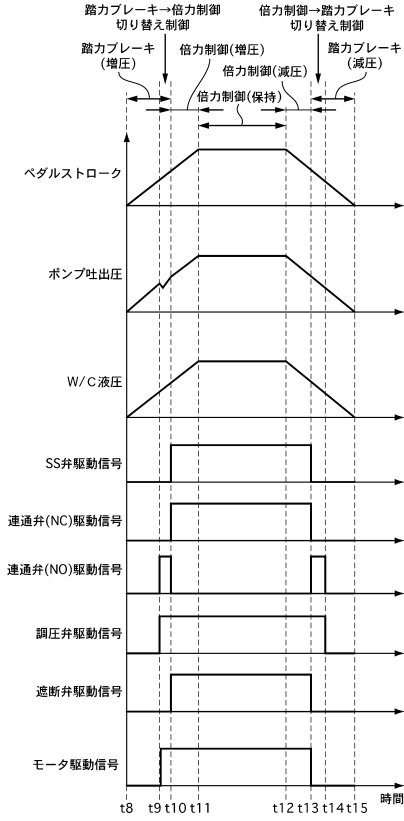 踏力ブレーキ→倍力制御
切り替え制御
倍力制御→踏力ブレーキ
切り替え制御
踏力ブレーキ
(増圧)
倍力制御(増圧)
倍力制御(減圧)
踏力ブレーキ
(減圧)
倍力制御(保持)
ペダルストローク
ポンプ吐出圧
W/C液圧
SS弁駆動信号
連通弁(NC)駆動信号
連通弁(NO)駆動信号
調圧弁駆動信号
遮断弁駆動信号
モータ駆動信号
時間
t8 t9 t10 t11 t12 t13 t14 t15